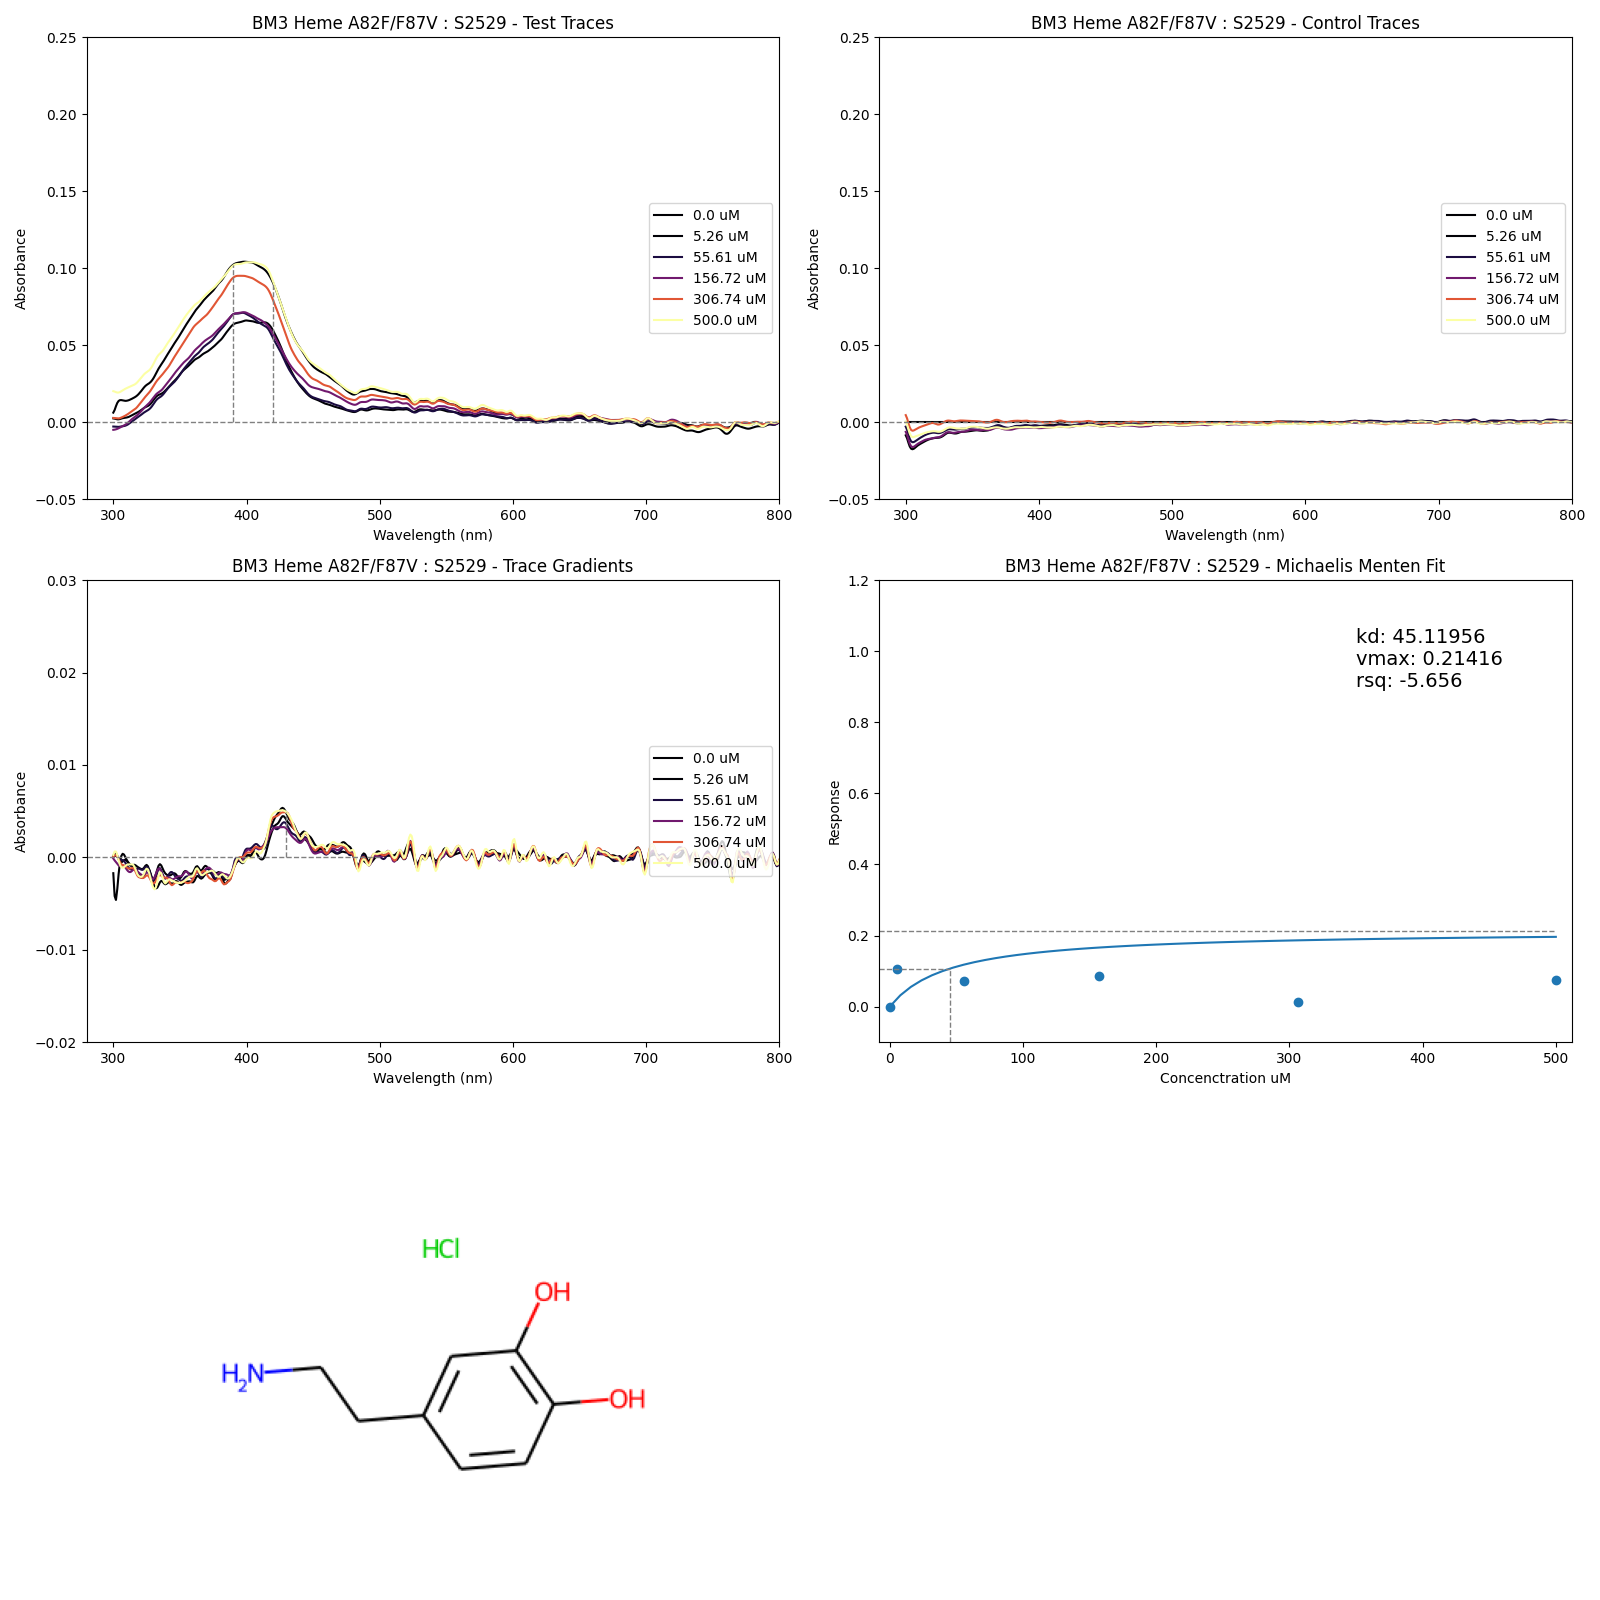 BM3 Heme A82F/F87V : S2529 - Test Traces
0.25
0.20
0.15
0.10
0.05
0.00
−0.05
Absorbance
300 400 500 600 700 800
Wavelength (nm)
0.0 uM
5.26 uM
55.61 uM
156.72 uM
306.74 uM
500.0 uM
BM3 Heme A82F/F87V : S2529 - Control Traces
0.25
0.20
0.15
0.10
0.05
0.00
−0.05
Absorbance
300 400 500 600 700 800
Wavelength (nm)
0.0 uM
5.26 uM
55.61 uM
156.72 uM
306.74 uM
500.0 uM
BM3 Heme A82F/F87V : S2529 - Trace Gradients
0.03
0.02
0.01
0.00
−0.01
−0.02
Absorbance
300 400 500 600 700 800
Wavelength (nm)
0.0 uM
5.26 uM
55.61 uM
156.72 uM
306.74 uM
500.0 uM
BM3 Heme A82F/F87V : S2529 - Michaelis Menten Fit
1.2
1.0
0.8
0.6
0.4
0.2
0.0
Response
0 100 200 300 400 500
Concenctration uM
kd: 45.11956
vmax: 0.21416
rsq: -5.656
HCl
OH
H2N
OH